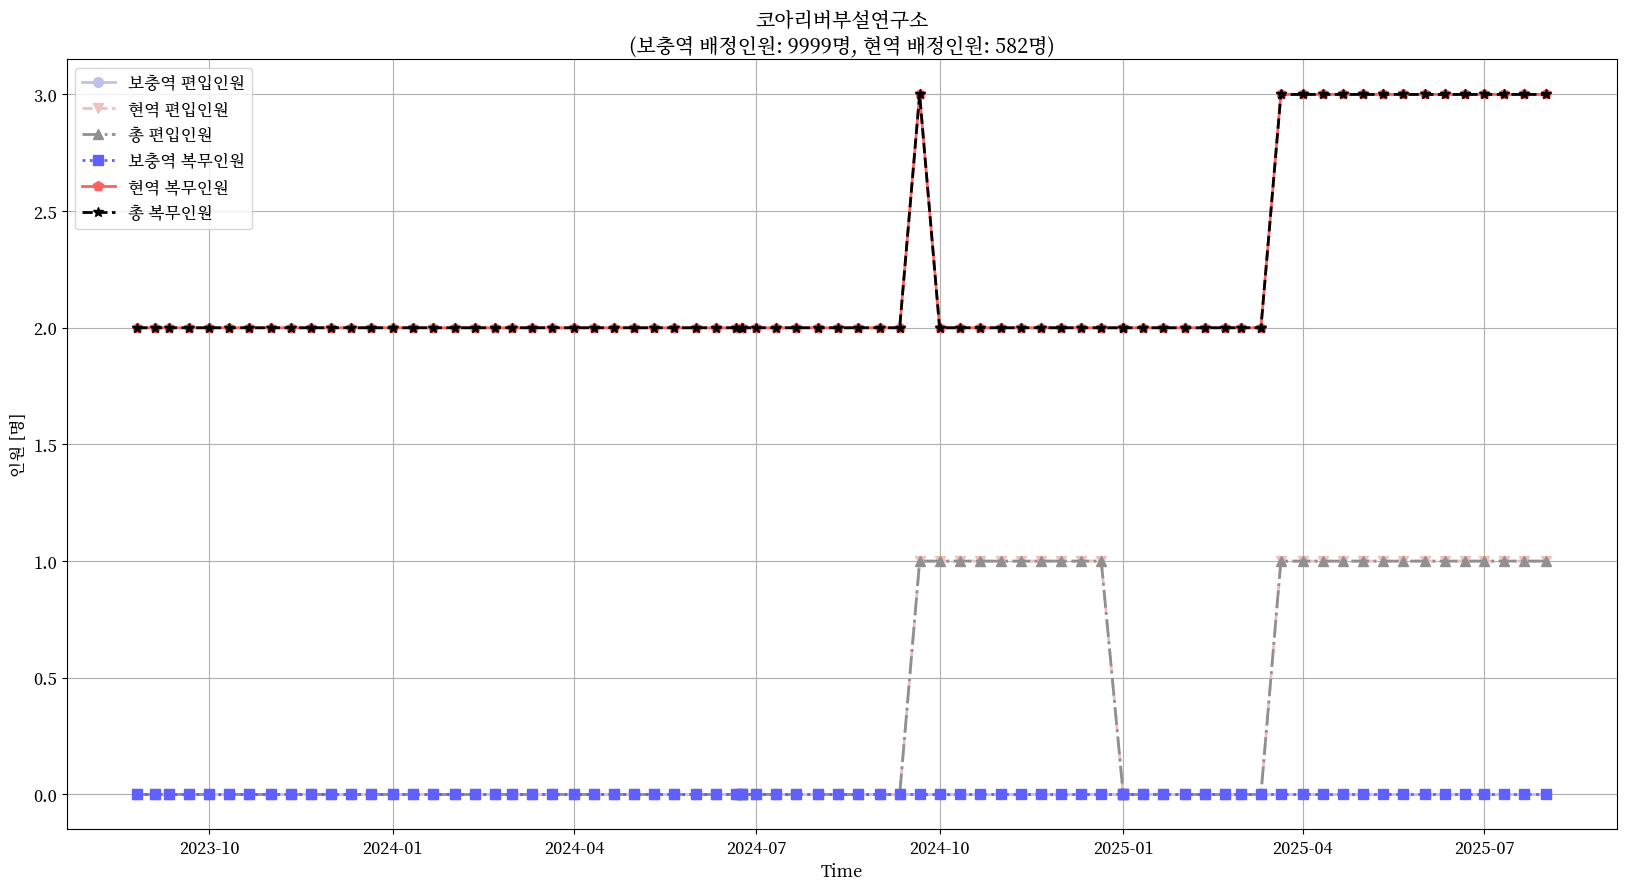 코아리버부설연구소
(보충역 배정인원: 9999명, 현역 배정인원: 582명)
보충역 편입인원
현역 편입인원
총 편입인원
보충역 복무인원
현역 복무인원
총 복무인원
3.0
2.5
2.0
1.5
1.0
0.5
0.0
인원 [명]
2023-10
2024-01
2024-04
2024-07
2024-10
2025-01
2025-04
2025-07
Time